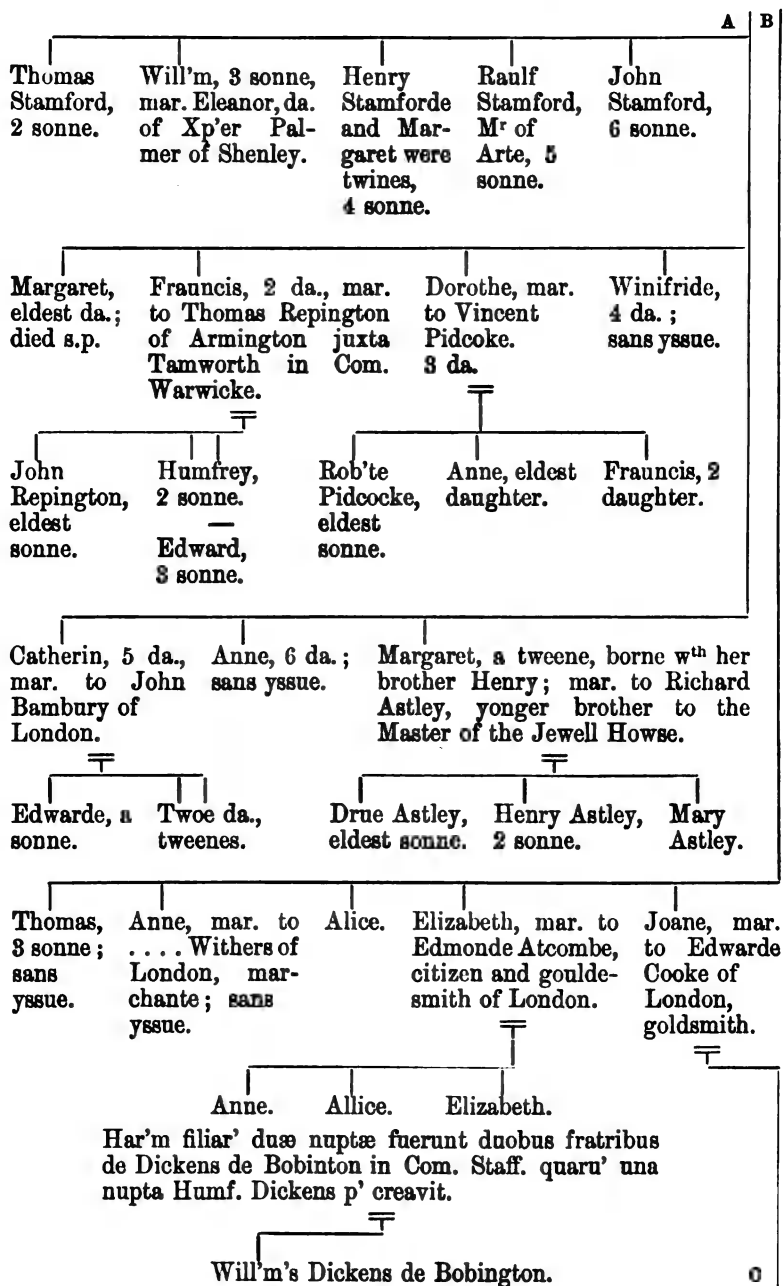 A B
Thomas
Stamford,
2 sonne.
Will'm, 3 sonne,
mar. Eleanor, da.
of Xp'er Pal-
mer of Shenley.
Henry
Stamforde
and Mar-
garet were
twines,
4 sonne.
Raulf
Stamford,
Mr of
Arte, 5
sonne.
John
Stamford,
6 sonne.
Margaret,
eldest da.;
died s.p.
Frauncis, 2 da., mar.
to Thomas Repington
of Armington juxta
Tamworth in Com.
Warwicke.
Dorothe, mar.
to Vincent
Pidcoke.
3 da.
Winifride,
4 da. ;
sans yssue.
John
Repington,
eldest
sonne.
Humfrey,
2 sonne.
—
Edward,
3 sonne.
Rob'te
Pidcocke,
eldest
sonne.
Anne, eldest
daughter.
Frauncis, 2
daughter.
Catherin, 5 da.,
mar. to John
Bambury of
London.
Anne, 6 da. ;
sans yssue.
Margaret, a tweene, borne wth her
brother Henry; mar. to Richard
Astley, yonger brother to the
Master of the Jewell Howse.
Edwarde, a
sonne.
Twoe da.,
tweenes.
Drue Astley,
eldest sonne.
Henry Astley,
2 sonne.
Mary
Astley.
Thomas,
3 sonne ;
sans
yssue.
Anne, mar. to
. . . . Withers of
London, mar-
chante ; sans
yssue.
Alice.
Elizabeth, mar. to
Edmonde Atcombe,
citizen and goulde-
smith of London.
Joane, mar.
to Edwarde
Cooke of
London,
goldsmith.
Anne.
Allice.
Elizabeth.
Har'm filiar' duæ nuptæ fuerunt duobus fratribus
de Dickens de Bobinton in Com. Staff. quaru' una
nupta Humf. Dickens p' creavit.
Will'm's Dickens de Bobington.